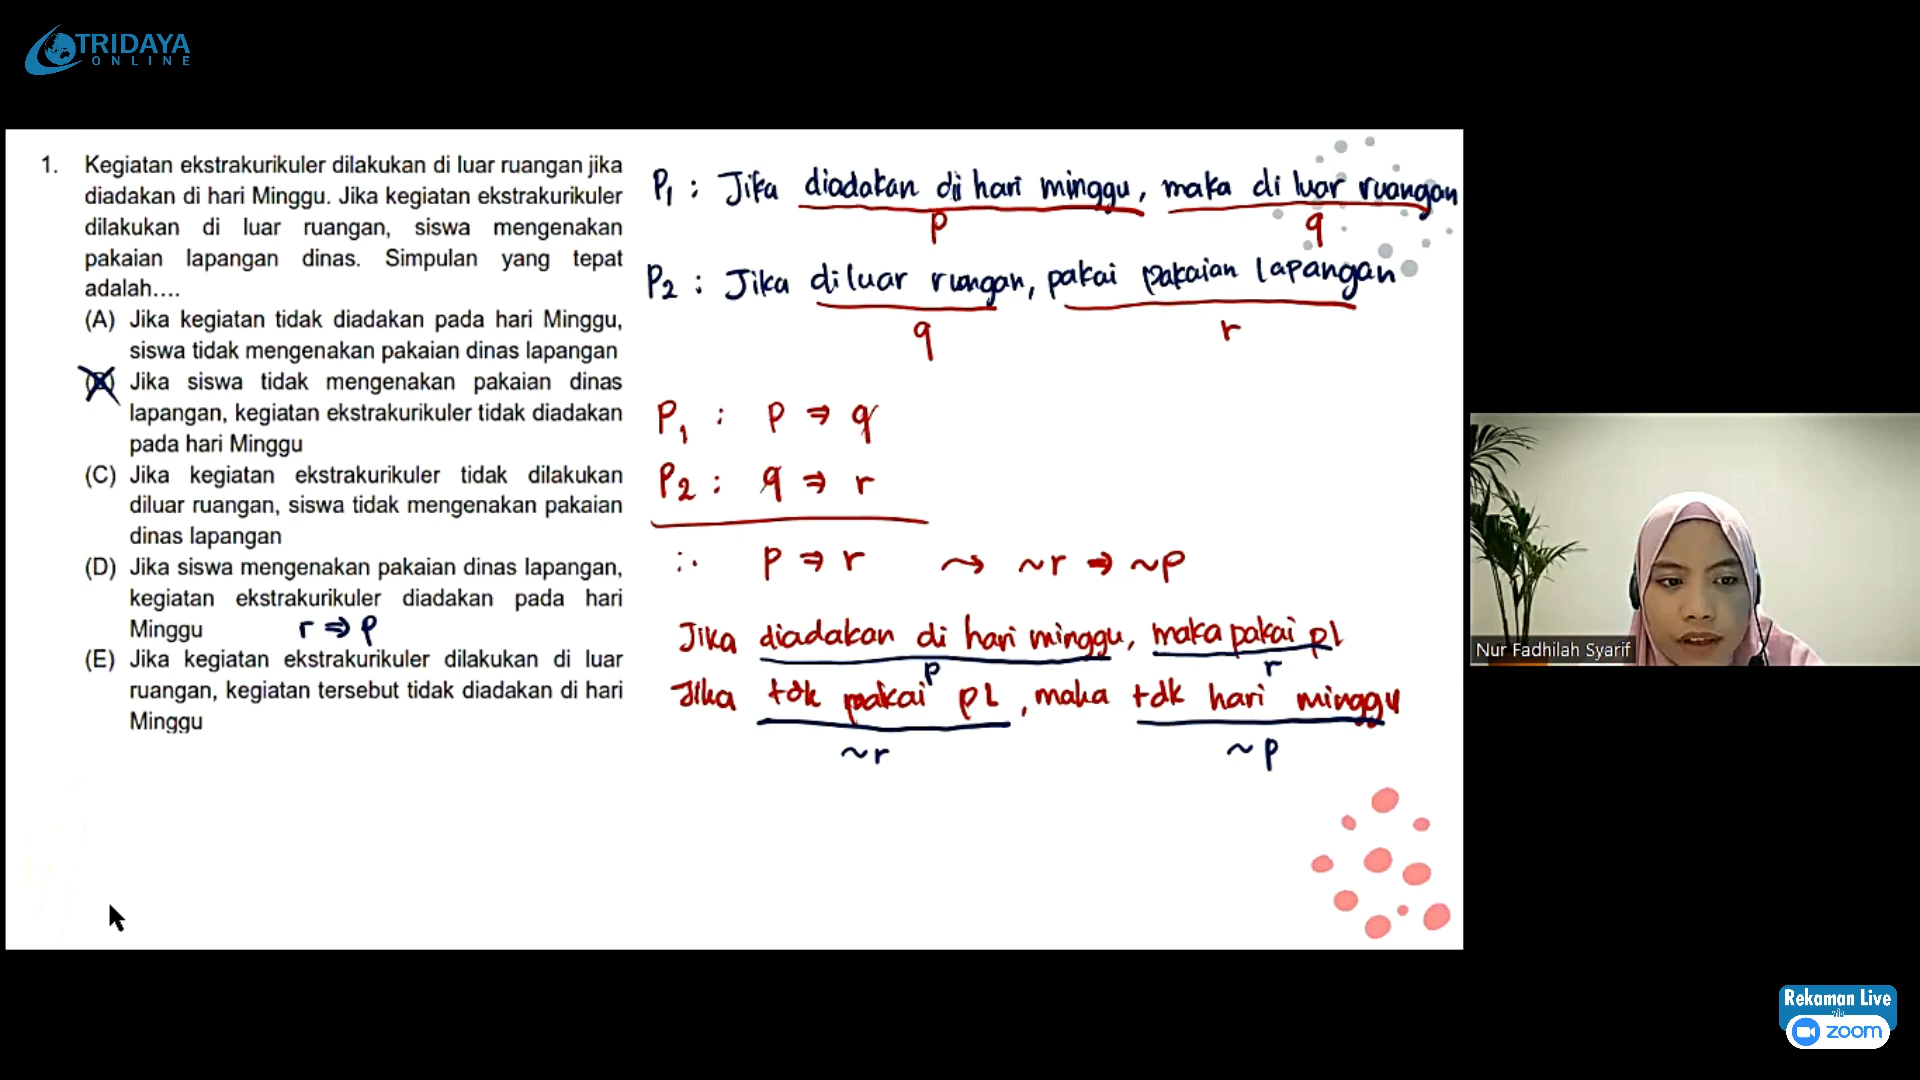 TRIDAYA
ONLINE
1. Kegiatan ekstrakurikuler dilakukan di luar ruangan jika
diadakan di hari Minggu. Jika kegiatan ekstrakurikuler
dilakukan di luar ruangan, siswa mengenakan
pakaian lapangan dinas. Simpulan yang tepat
adalah....
(A) Jika kegiatan tidak diadakan pada hari Minggu,
siswa tidak mengenakan pakaian dinas lapangan
(B) Jika siswa tidak mengenakan pakaian dinas
lapangan, kegiatan ekstrakurikuler tidak diadakan
pada hari Minggu
(C) Jika kegiatan ekstrakurikuler tidak dilakukan
diluar ruangan, siswa tidak mengenakan pakaian
dinas lapangan
(D) Jika siswa mengenakan pakaian dinas lapangan,
kegiatan ekstrakurikuler diadakan pada hari
Minggu r ⇒ p
(E) Jika kegiatan ekstrakurikuler dilakukan di luar
ruangan, kegiatan tersebut tidak diadakan di hari
Minggu
P₁ : Jika diadakan di hari minggu, maka di luar ruangan
p q
P₂ : Jika diluar ruangan, pakai pakaian lapangan
q r
P₁ : p ⇒ q
P₂ : q ⇒ r
∴ p ⇒ r ⤳ ~r ⇒ ~p
Jika diadakan di hari minggu, maka pakai pl
p r
Jika tdk pakai pL, maka tdk hari minggu
~r ~p
Nur Fadhilah Syarif
Rekaman Live
via
zoom